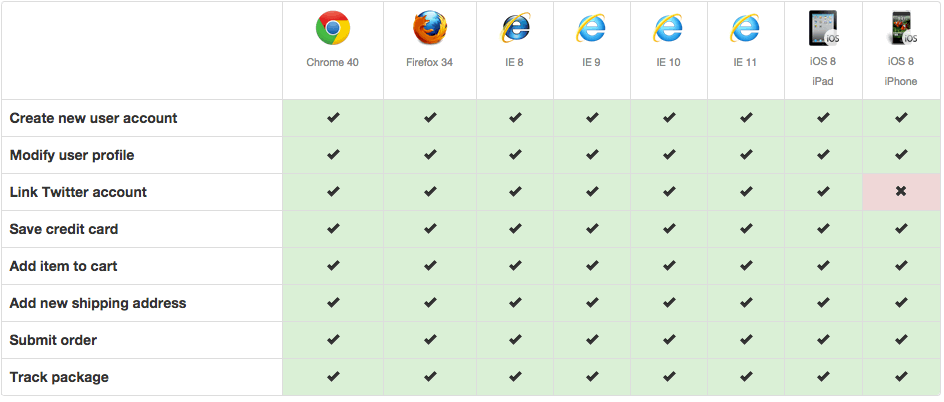 Chrome 40 Firefox 34 IE 8 IE 9 IE 10 IE 11 iOS 8 iOS 8
iPad iPhone
iOS iOS
Create new user account
Modify user profile
Link Twitter account
Save credit card
Add item to cart
Add new shipping address
Submit order
Track package